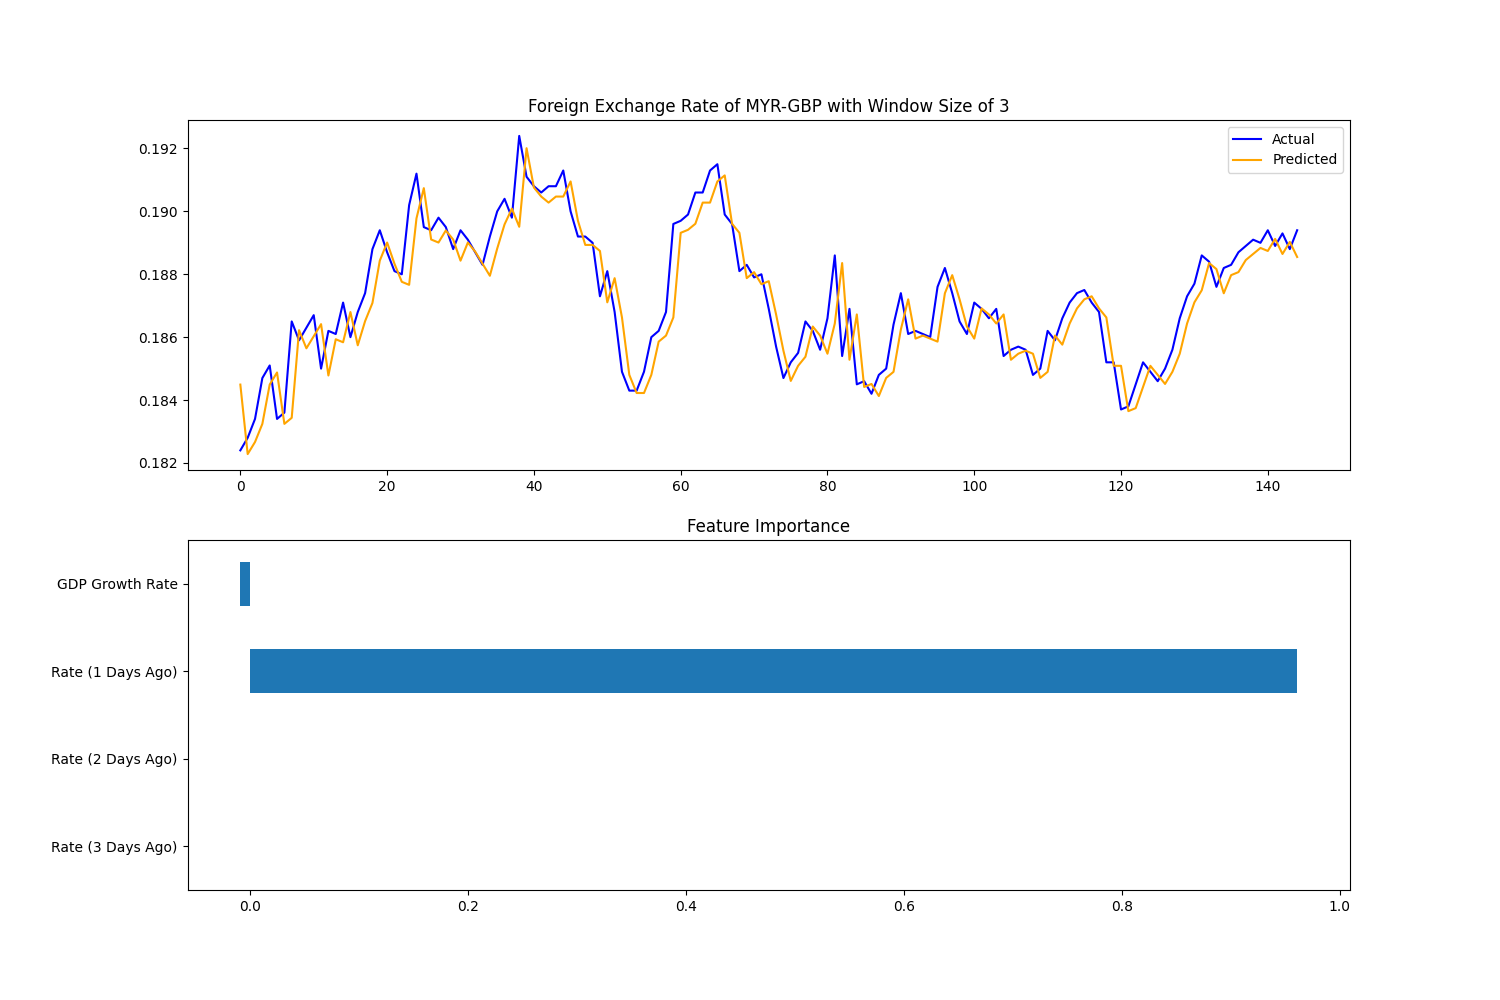 Foreign Exchange Rate of MYR-GBP with Window Size of 3
Actual
Predicted
0.192
0.190
0.188
0.186
0.184
0.182
0 20 40 60 80 100 120 140
Feature Importance
GDP Growth Rate
Rate (1 Days Ago)
Rate (2 Days Ago)
Rate (3 Days Ago)
0.0 0.2 0.4 0.6 0.8 1.0